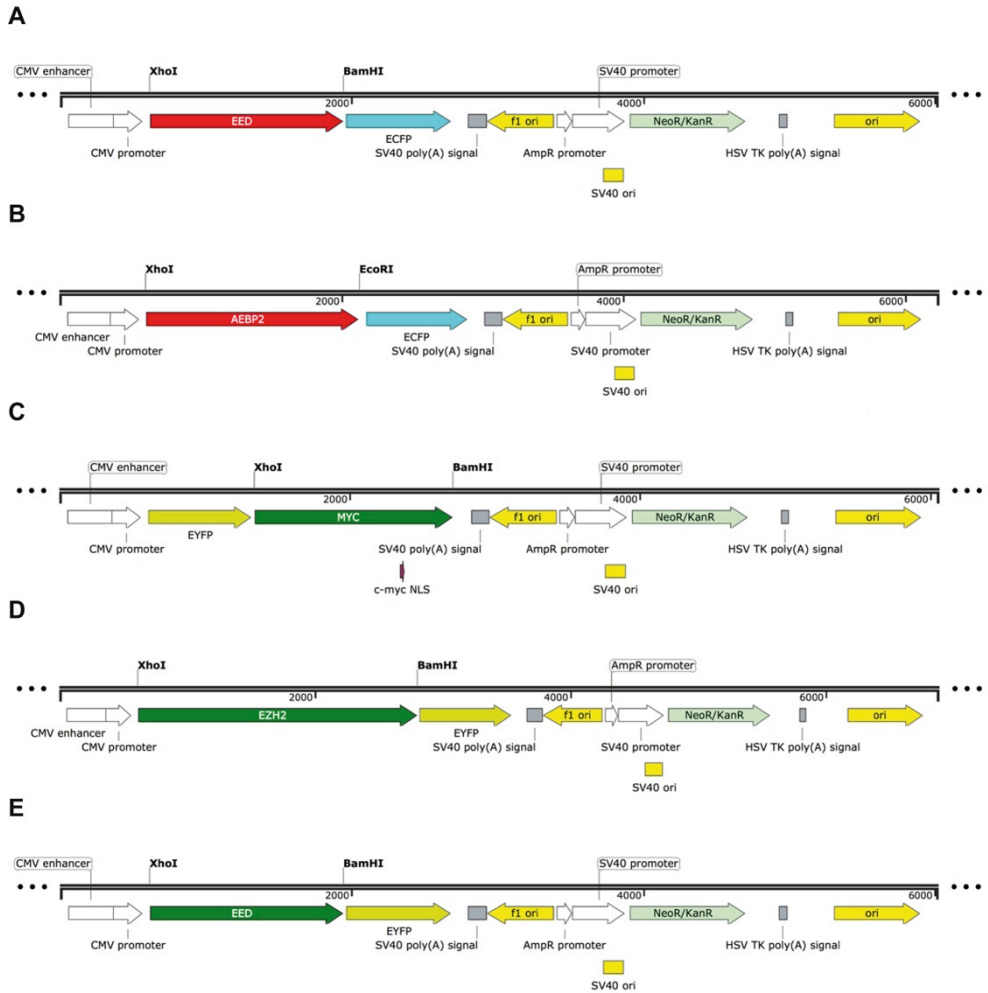 A
CMV enhancer XhoI BamHI SV40 promoter
2000 4000 6000
EED f1 ori NeoR/KanR ori
ECFP
CMV promoter SV40 poly(A) signal AmpR promoter HSV TK poly(A) signal
SV40 ori
B
XhoI EcoRI AmpR promoter
2000 4000 6000
AEBP2 f1 ori NeoR/KanR ori
CMV enhancer ECFP
CMV promoter SV40 poly(A) signal SV40 promoter HSV TK poly(A) signal
SV40 ori
C
CMV enhancer XhoI BamHI SV40 promoter
2000 4000 6000
MYC f1 ori NeoR/KanR ori
EYFP
CMV promoter SV40 poly(A) signal AmpR promoter HSV TK poly(A) signal
c-myc NLS SV40 ori
D
XhoI BamHI AmpR promoter
2000 4000 6000
EZH2 f1 ori NeoR/KanR ori
CMV enhancer EYFP
CMV promoter SV40 poly(A) signal SV40 promoter HSV TK poly(A) signal
SV40 ori
E
CMV enhancer XhoI BamHI SV40 promoter
2000 4000 6000
EED f1 ori NeoR/KanR ori
EYFP
CMV promoter SV40 poly(A) signal AmpR promoter HSV TK poly(A) signal
SV40 ori